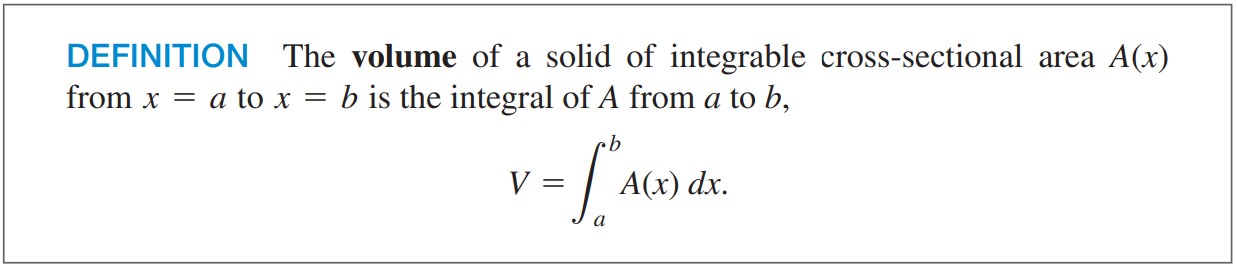 DEFINITION The volume of a solid of integrable cross-sectional area A(x)
from x = a to x = b is the integral of A from a to b,
V = ∫_a^b A(x) dx.